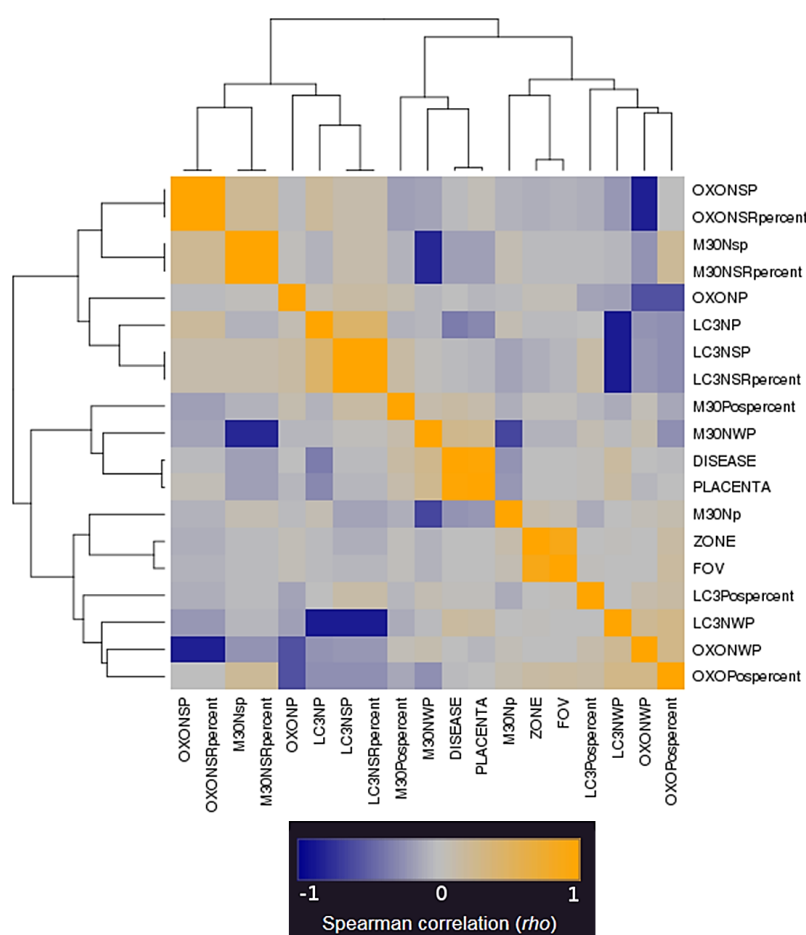 OXONSP
OXONSRpercent
M30Nsp
M30NSRpercent
OXONP
LC3NP
LC3NSP
LC3NSRpercent
M30Pospercent
M30NWP
DISEASE
PLACENTA
M30Np
ZONE
FOV
LC3Pospercent
LC3NWP
OXONWP
OXOPospercent
OXONSP
OXONSRpercent
M30Nsp
M30NSRpercent
OXONP
LC3NP
LC3NSP
LC3NSRpercent
M30Pospercent
M30NWP
DISEASE
PLACENTA
M30Np
ZONE
FOV
LC3Pospercent
LC3NWP
OXONWP
OXOPospercent
-1 0 1
Spearman correlation (rho)